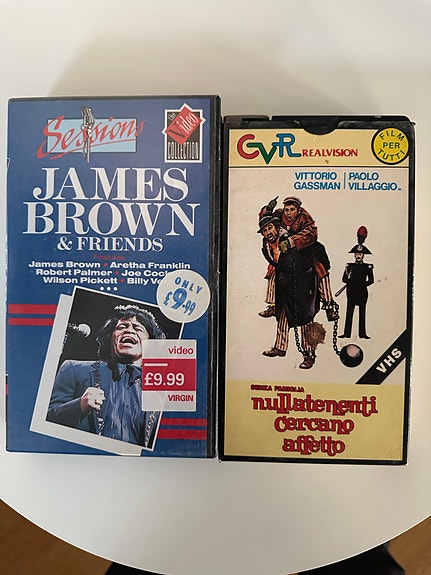 Sessions
The Video
COLLECTION
JAMES
BROWN
& FRIENDS
Featuring
James Brown • Aretha Franklin
Robert Palmer • Joe Coc
Wilson Pickett • Billy Ve
ONLY
£9.99
video
£9.99
VIRGIN
CVR REALVISION
FILM
PER
TUTTI
VITTORIO
GASSMAN
PAOLO
VILLAGGIO
VHS
SENZA FAMIGLIA
nullatenenti
cercano
affetto